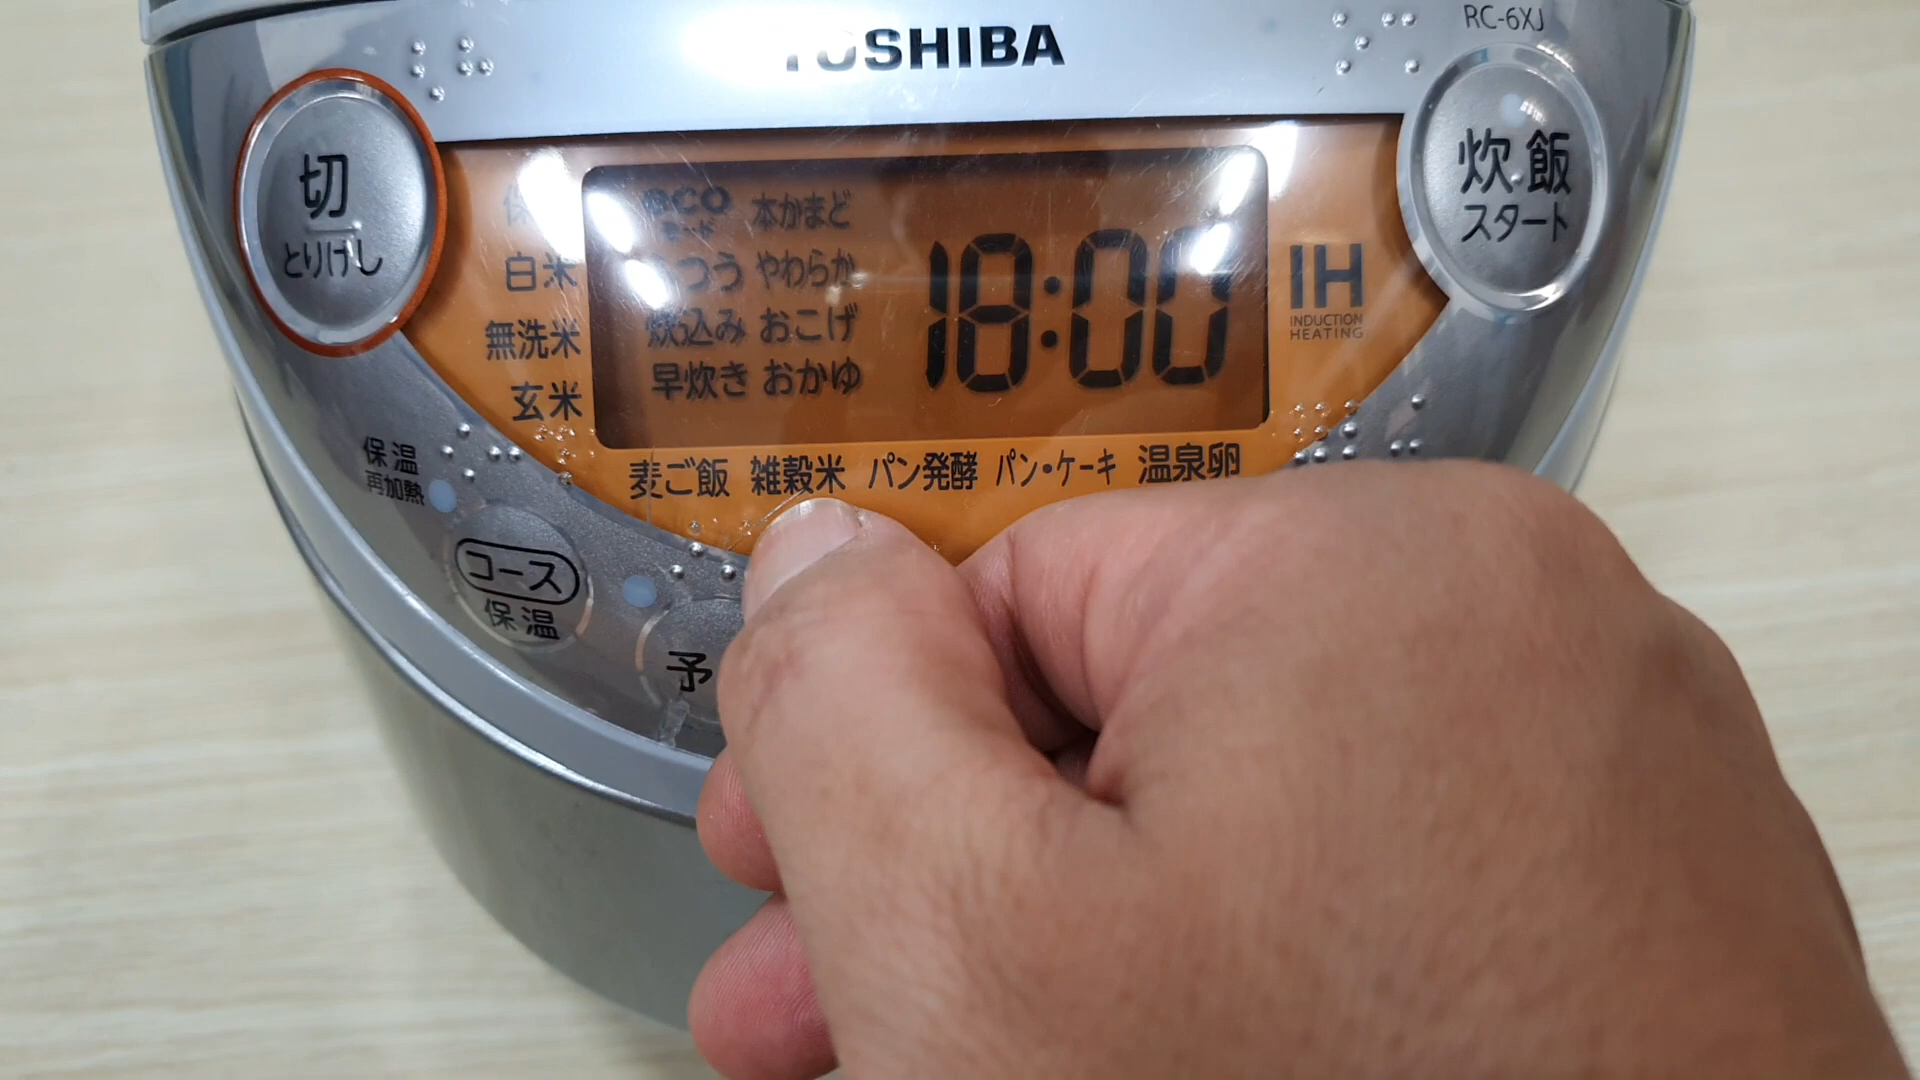 TOSHIBA
RC-6XJ
切
とりけし
炊飯
スタート
白米
無洗米
玄米
本かまど
やわらか
炊込み おこげ
早炊き おかゆ
18:00
IH
INDUCTION
HEATING
麦ご飯 雑穀米 パン発酵 パン・ケーキ 温泉卵
保温
再加熱
コース
保温
予